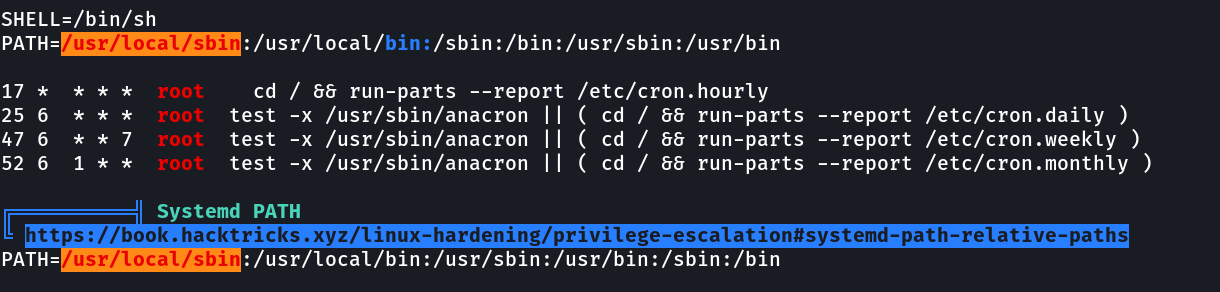 SHELL=/bin/sh
PATH=/usr/local/sbin:/usr/local/bin:/sbin:/bin:/usr/sbin:/usr/bin
17 * * * * root cd / && run-parts --report /etc/cron.hourly
25 6 * * * root test -x /usr/sbin/anacron || ( cd / && run-parts --report /etc/cron.daily )
47 6 * * 7 root test -x /usr/sbin/anacron || ( cd / && run-parts --report /etc/cron.weekly )
52 6 1 * * root test -x /usr/sbin/anacron || ( cd / && run-parts --report /etc/cron.monthly )
╔══════════╣ Systemd PATH
╚ https://book.hacktricks.xyz/linux-hardening/privilege-escalation#systemd-path-relative-paths
PATH=/usr/local/sbin:/usr/local/bin:/usr/sbin:/usr/bin:/sbin:/bin